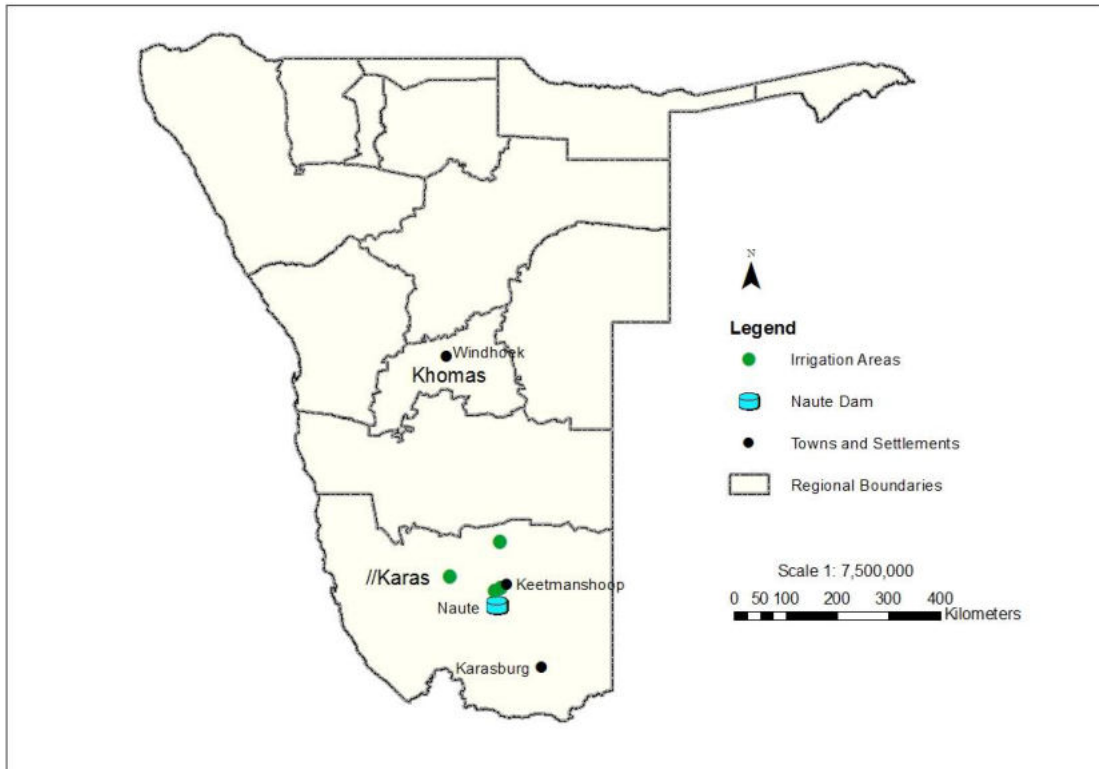 Windhoek
Khomas
//Karas
Keetmanshoop
Naute
Karasburg
N
Legend
Irrigation Areas
Naute Dam
Towns and Settlements
Regional Boundaries
Scale 1: 7,500,000
0 50 100 200 300 400
Kilometers